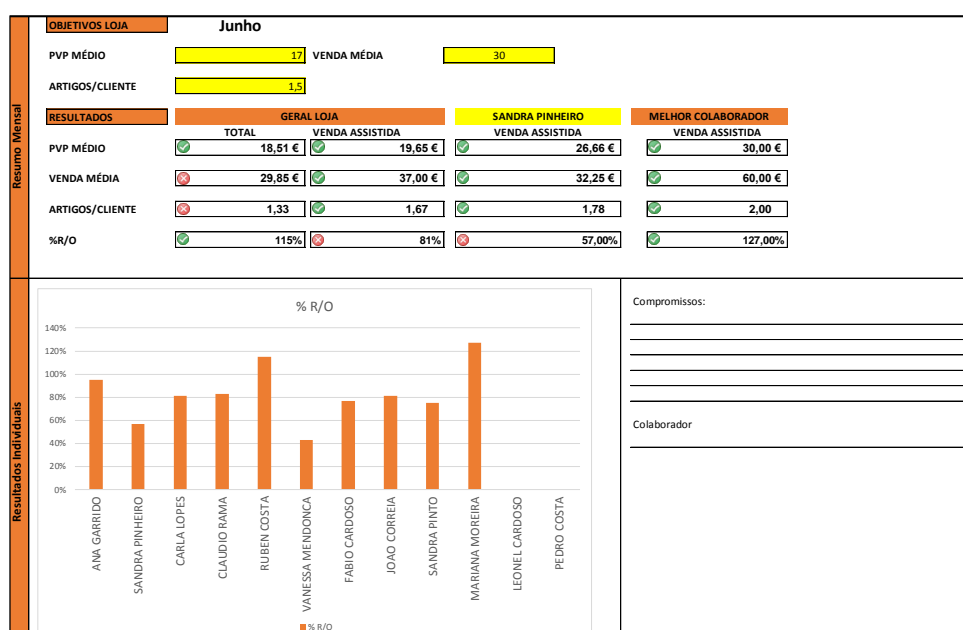 OBJETIVOS LOJA Junho
PVP MÉDIO 17 VENDA MÉDIA 30
ARTIGOS/CLIENTE 1,5
Resumo Mensal
RESULTADOS GERAL LOJA SANDRA PINHEIRO MELHOR COLABORADOR
TOTAL VENDA ASSISTIDA VENDA ASSISTIDA VENDA ASSISTIDA
PVP MÉDIO 18,51 € 19,65 € 26,66 € 30,00 €
VENDA MÉDIA 29,85 € 37,00 € 32,25 € 60,00 €
ARTIGOS/CLIENTE 1,33 1,67 1,78 2,00
%R/O 115% 81% 57,00% 127,00%
Resultados Individuais
% R/O
140%
120%
100%
80%
60%
40%
20%
0%
ANA GARRIDO
SANDRA PINHEIRO
CARLA LOPES
CLAUDIO RAMA
RUBEN COSTA
VANESSA MENDONCA
FABIO CARDOSO
JOAO CORREIA
SANDRA PINTO
MARIANA MOREIRA
LEONEL CARDOSO
PEDRO COSTA
% R/O
Compromissos:
Colaborador